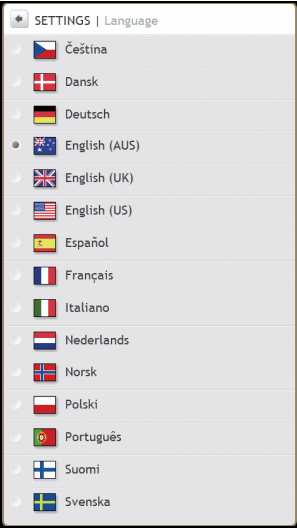 SETTINGS | Language
Čeština
Dansk
Deutsch
English (AUS)
English (UK)
English (US)
Español
Français
Italiano
Nederlands
Norsk
Polski
Português
Suomi
Svenska